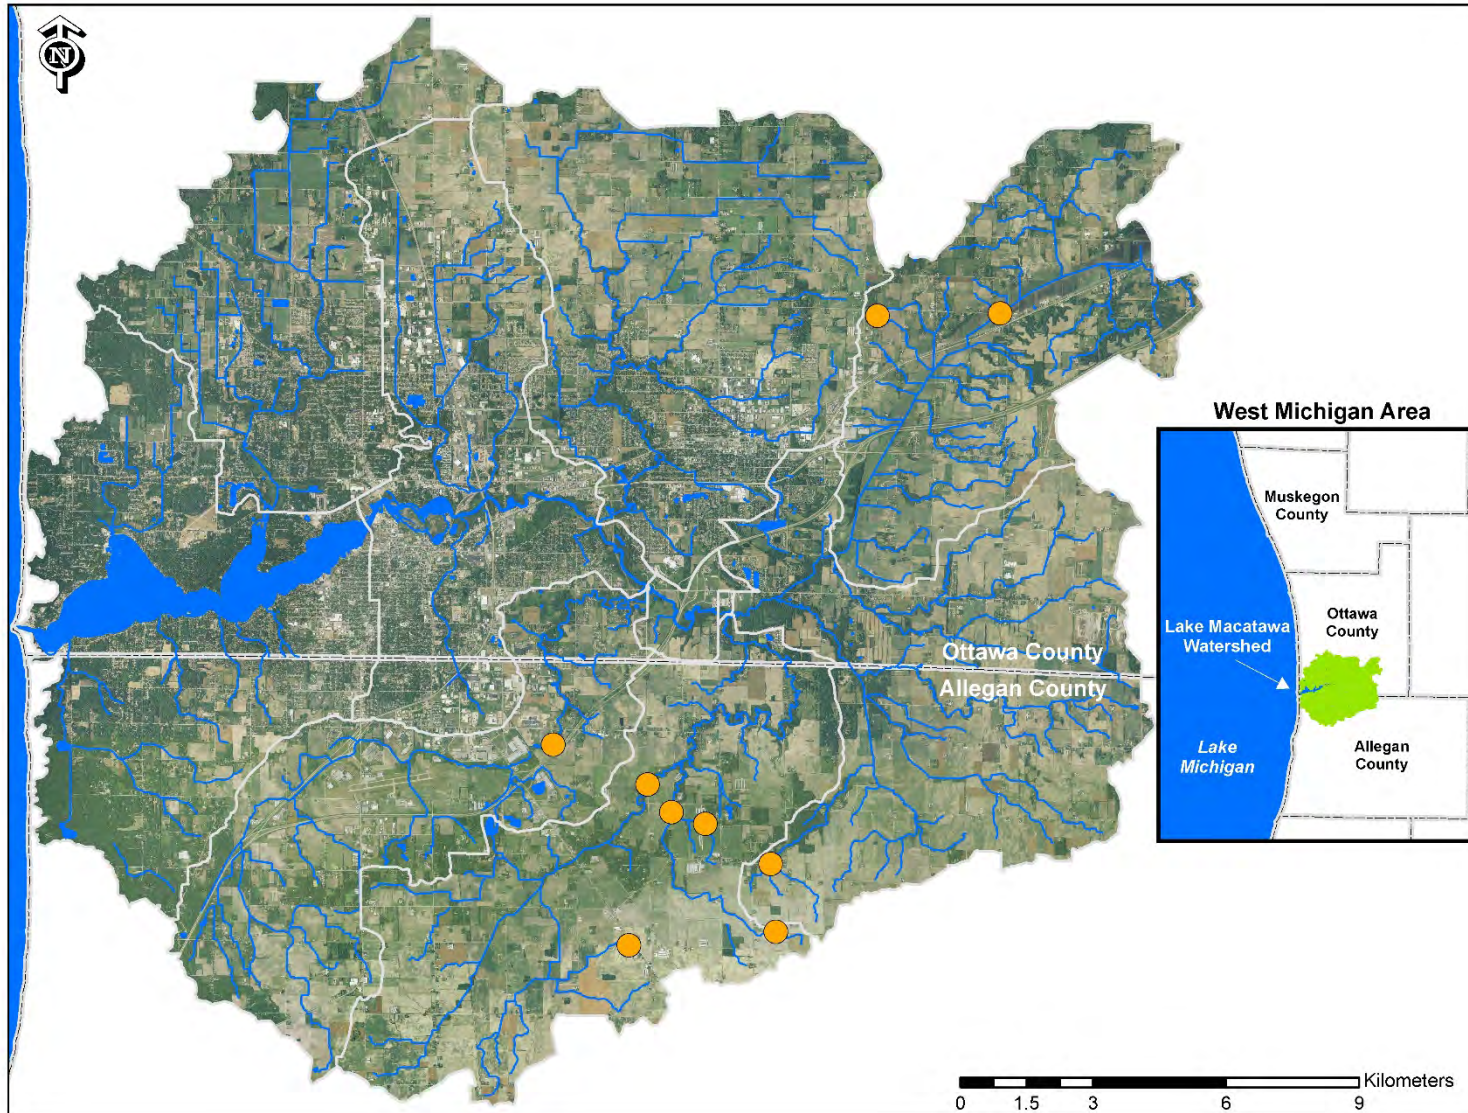 N
West Michigan Area
Muskegon
County
Ottawa
County
Lake Macatawa
Watershed
Lake
Michigan
Allegan
County
Ottawa County
Allegan County
Kilometers
0 1.5 3 6 9